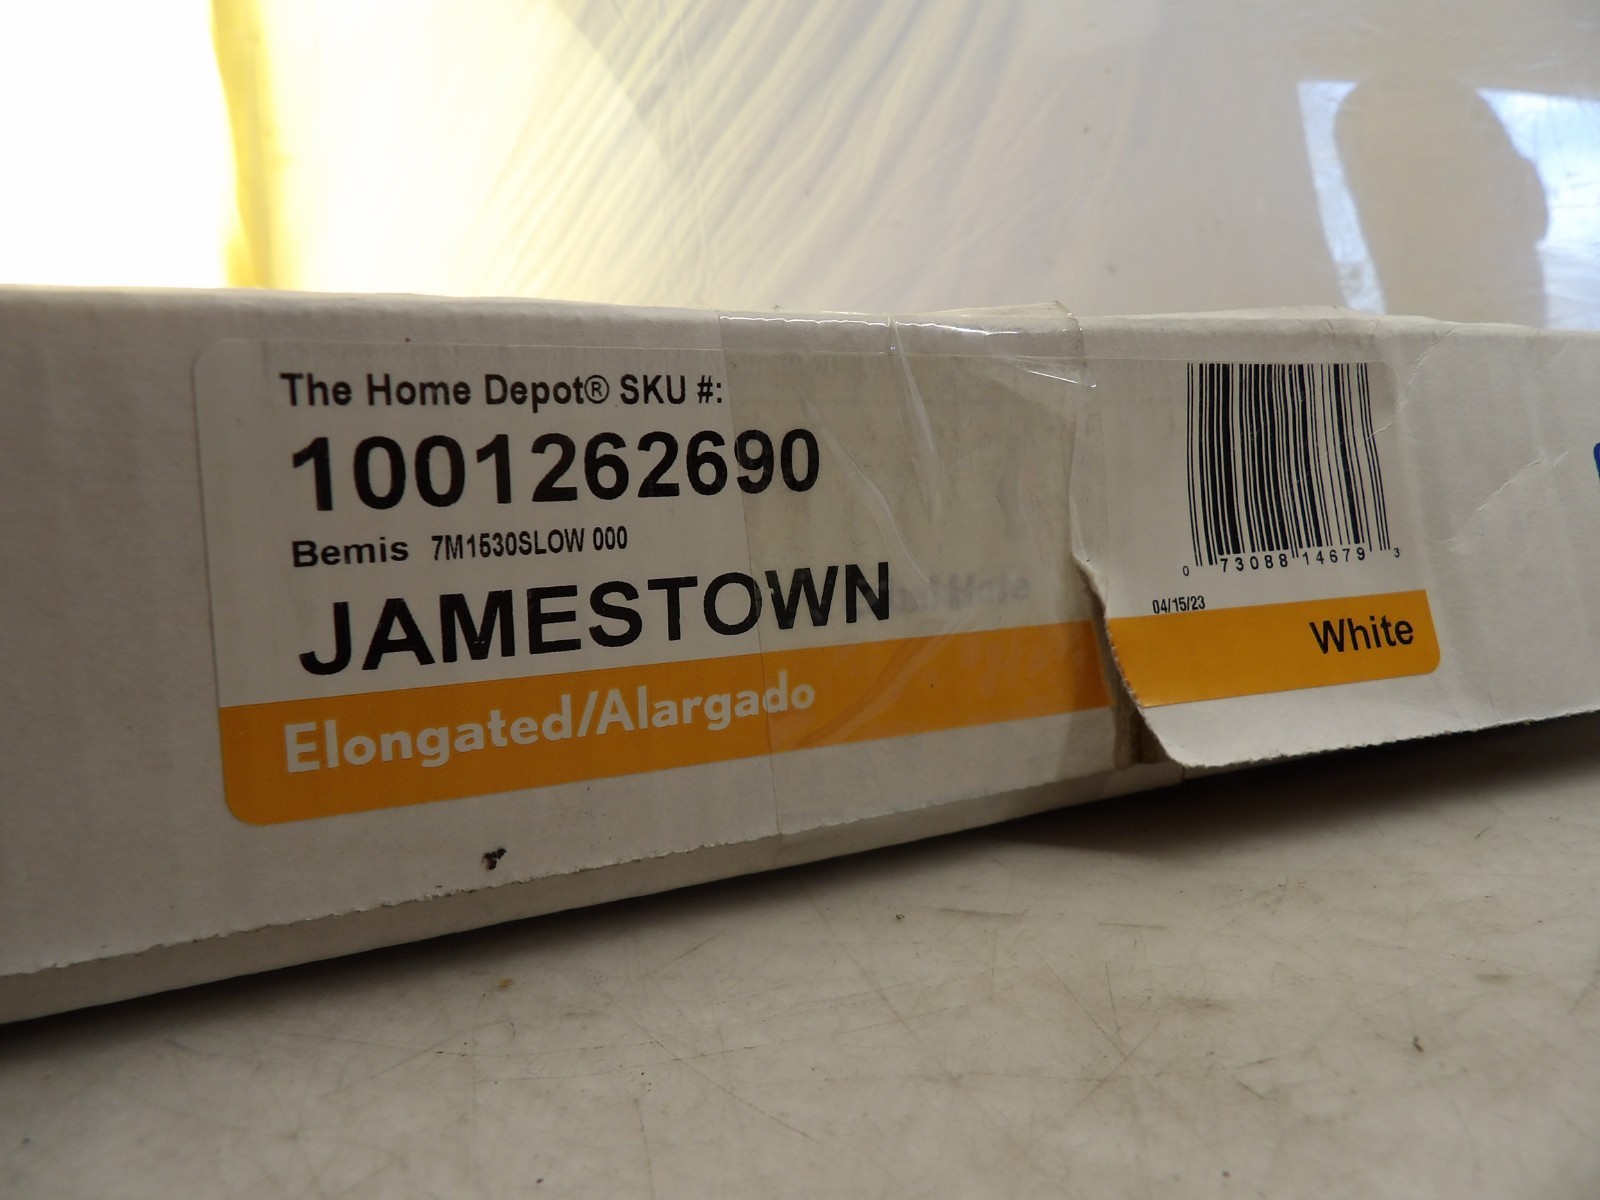 The Home Depot® SKU #:
1001262690
Bemis 7M1530SLOW 000
JAMESTOWN
Elongated/Alargado
0 73088 14679 3
04/15/23
White